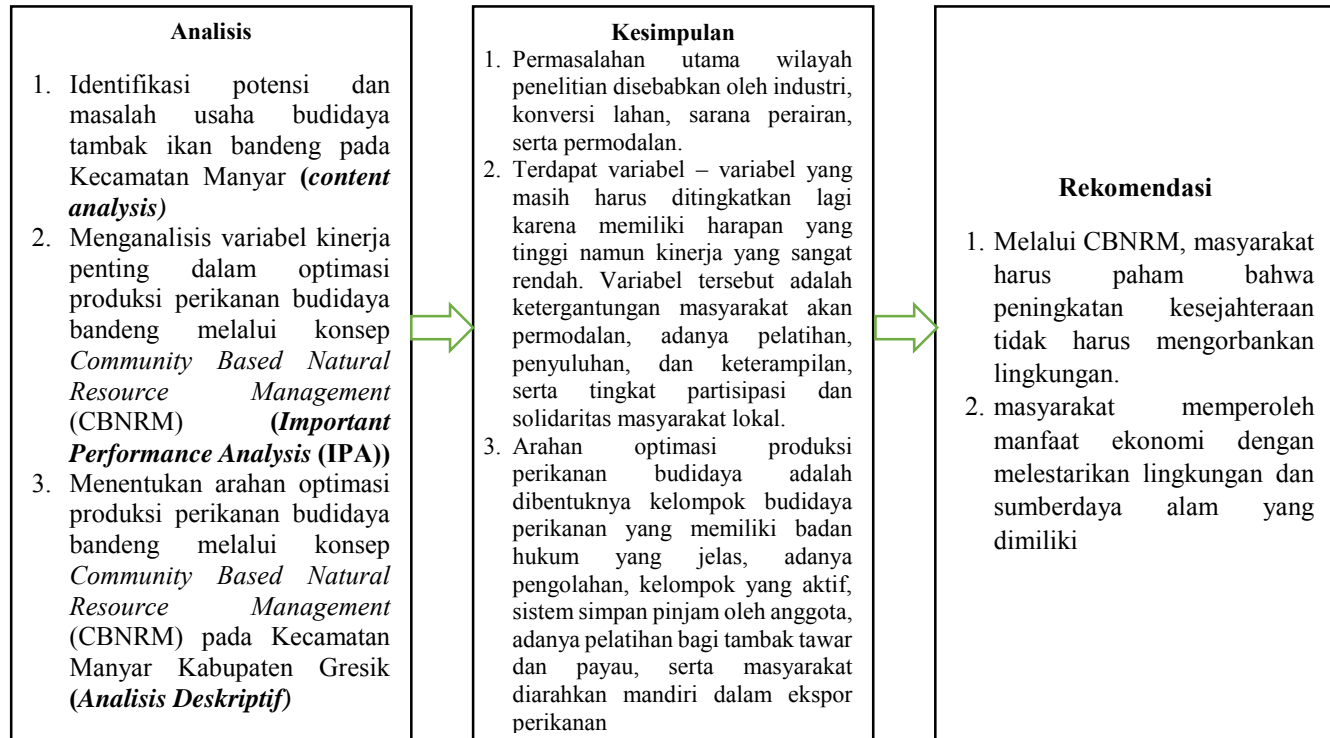 Analisis
1. Identifikasi potensi dan
masalah usaha budidaya
tambak ikan bandeng pada
Kecamatan Manyar (content
analysis)
2. Menganalisis variabel kinerja
penting dalam optimasi
produksi perikanan budidaya
bandeng melalui konsep
Community Based Natural
Resource Management
(CBNRM) (Important
Performance Analysis (IPA))
3. Menentukan arahan optimasi
produksi perikanan budidaya
bandeng melalui konsep
Community Based Natural
Resource Management
(CBNRM) pada Kecamatan
Manyar Kabupaten Gresik
(Analisis Deskriptif)
Kesimpulan
1. Permasalahan utama wilayah
penelitian disebabkan oleh industri,
konversi lahan, sarana perairan,
serta permodalan.
2. Terdapat variabel – variabel yang
masih harus ditingkatkan lagi
karena memiliki harapan yang
tinggi namun kinerja yang sangat
rendah. Variabel tersebut adalah
ketergantungan masyarakat akan
permodalan, adanya pelatihan,
penyuluhan, dan keterampilan,
serta tingkat partisipasi dan
solidaritas masyarakat lokal.
3. Arahan optimasi produksi
perikanan budidaya adalah
dibentuknya kelompok budidaya
perikanan yang memiliki badan
hukum yang jelas, adanya
pengolahan, kelompok yang aktif,
sistem simpan pinjam oleh anggota,
adanya pelatihan bagi tambak tawar
dan payau, serta masyarakat
diarahkan mandiri dalam ekspor
perikanan
Rekomendasi
1. Melalui CBNRM, masyarakat
harus paham bahwa
peningkatan kesejahteraan
tidak harus mengorbankan
lingkungan.
2. masyarakat memperoleh
manfaat ekonomi dengan
melestarikan lingkungan dan
sumberdaya alam yang
dimiliki